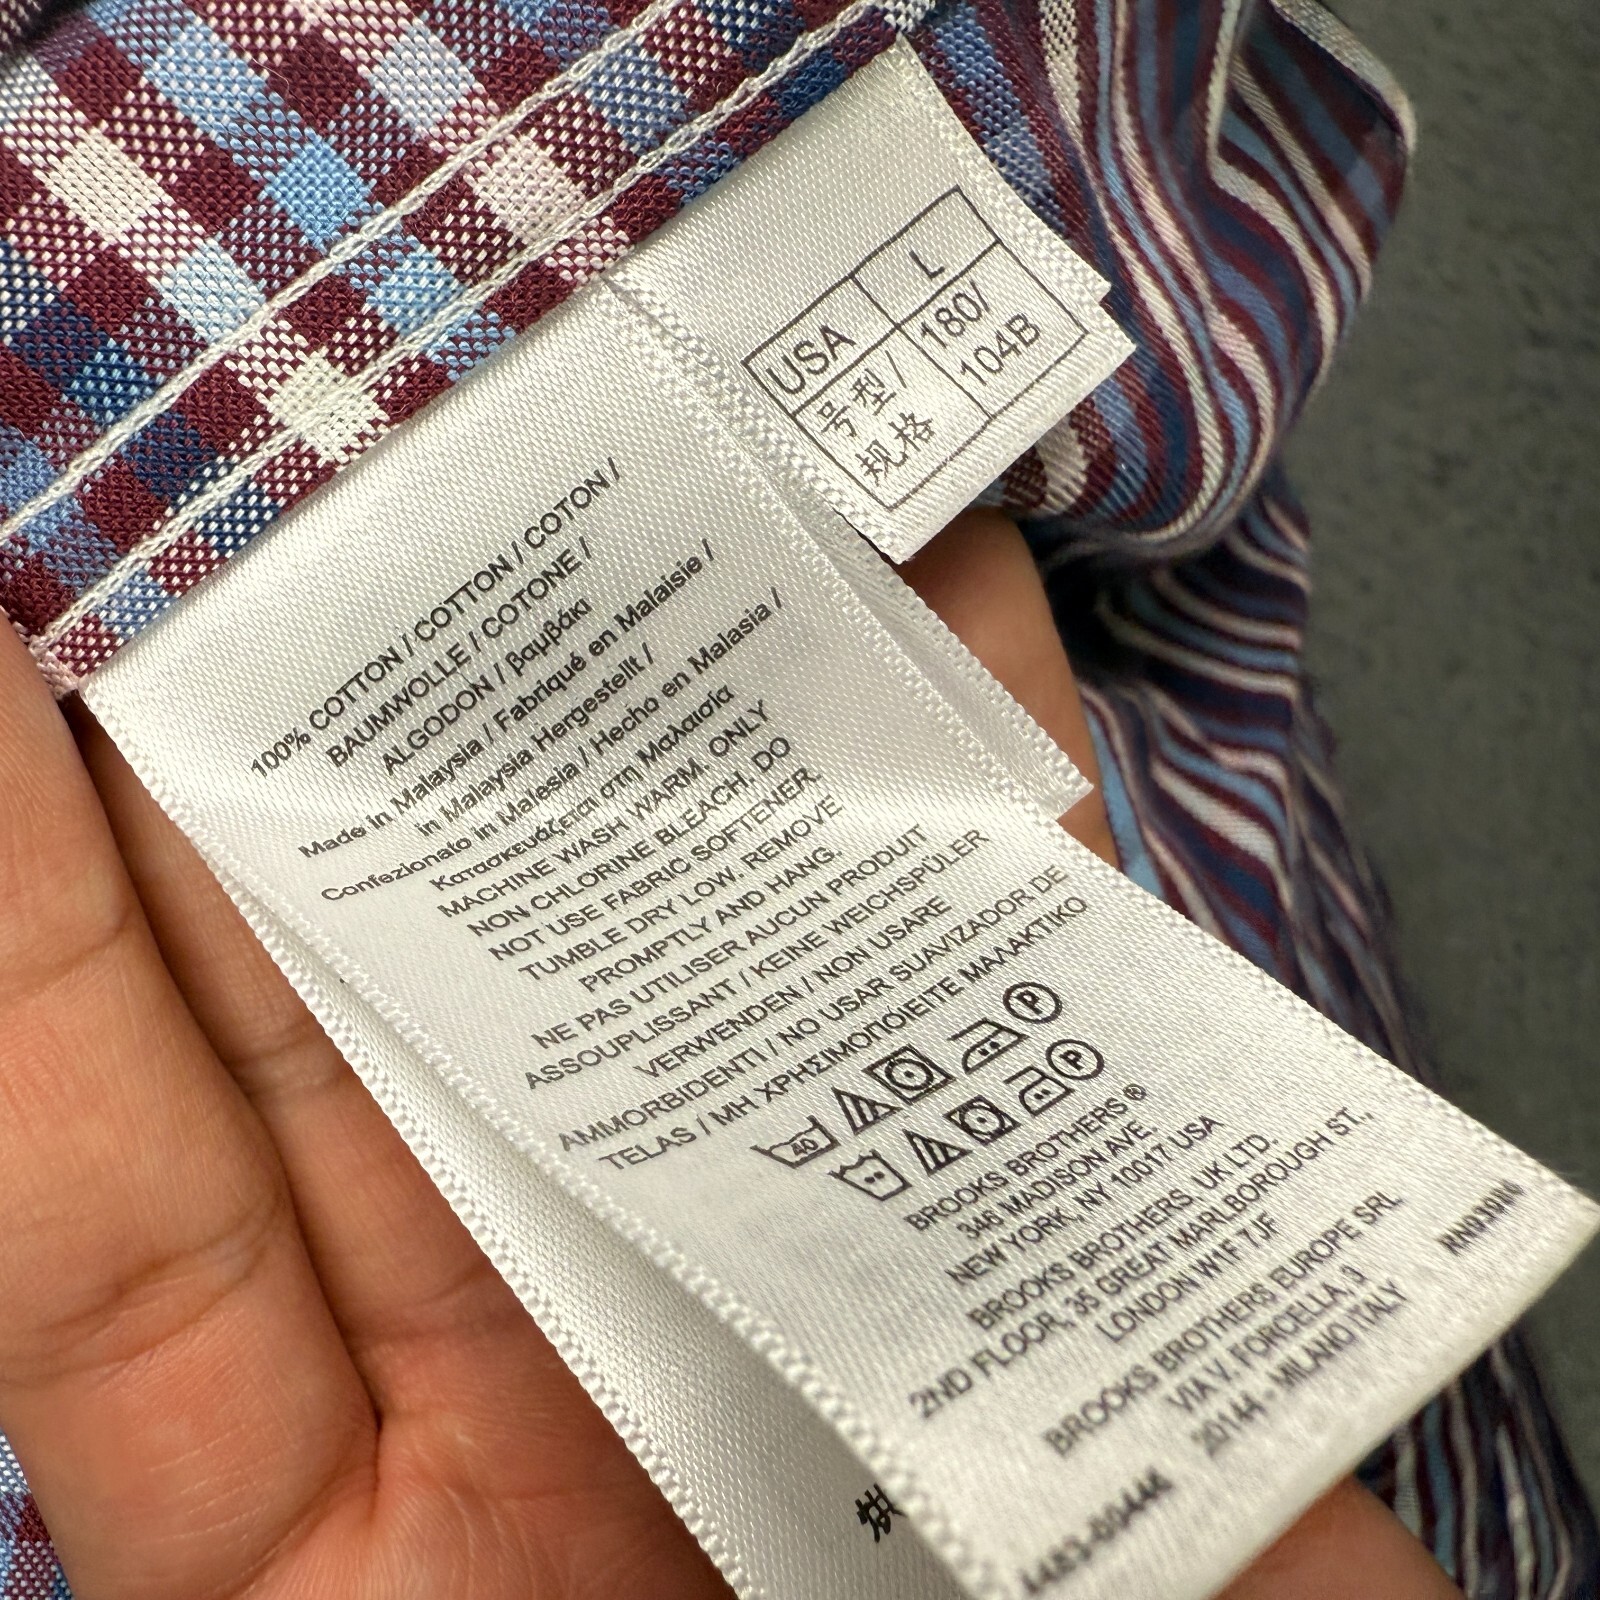 USA L
号型/ 180/
规格 104B
100% COTTON / COTTON / COTON /
BAUMWOLLE / COTONE /
ALGODON / βαμβάκι
Made in Malaysia / Fabriqué en Malaisie /
in Malaysia Hergestellt /
Confezionato in Malesia / Hecho en Malasia /
Κατασκευάζεται στη Μαλαισία
MACHINE WASH WARM. ONLY
NON CHLORINE BLEACH. DO
NOT USE FABRIC SOFTENER.
TUMBLE DRY LOW. REMOVE
PROMPTLY AND HANG.
NE PAS UTILISER AUCUN PRODUIT
ASSOUPLISSANT / KEINE WEICHSPÜLER
VERWENDEN / NON USARE
AMMORBIDENTI / NO USAR SUAVIZADOR DE
TELAS / ΜΗ ΧΡΗΣΙΜΟΠΟΙΕΙΤΕ ΜΑΛΑΚΤΙΚΟ
40 P
P
BROOKS BROTHERS ®
346 MADISON AVE.
NEW YORK, NY 10017 USA
BROOKS BROTHERS, UK LTD.
2ND FLOOR, 35 GREAT MARLBOROUGH ST.,
LONDON W1F 7JF
BROOKS BROTHERS EUROPE SRL
VIA V. FORCELLA, 3
20144 - MILANO ITALY